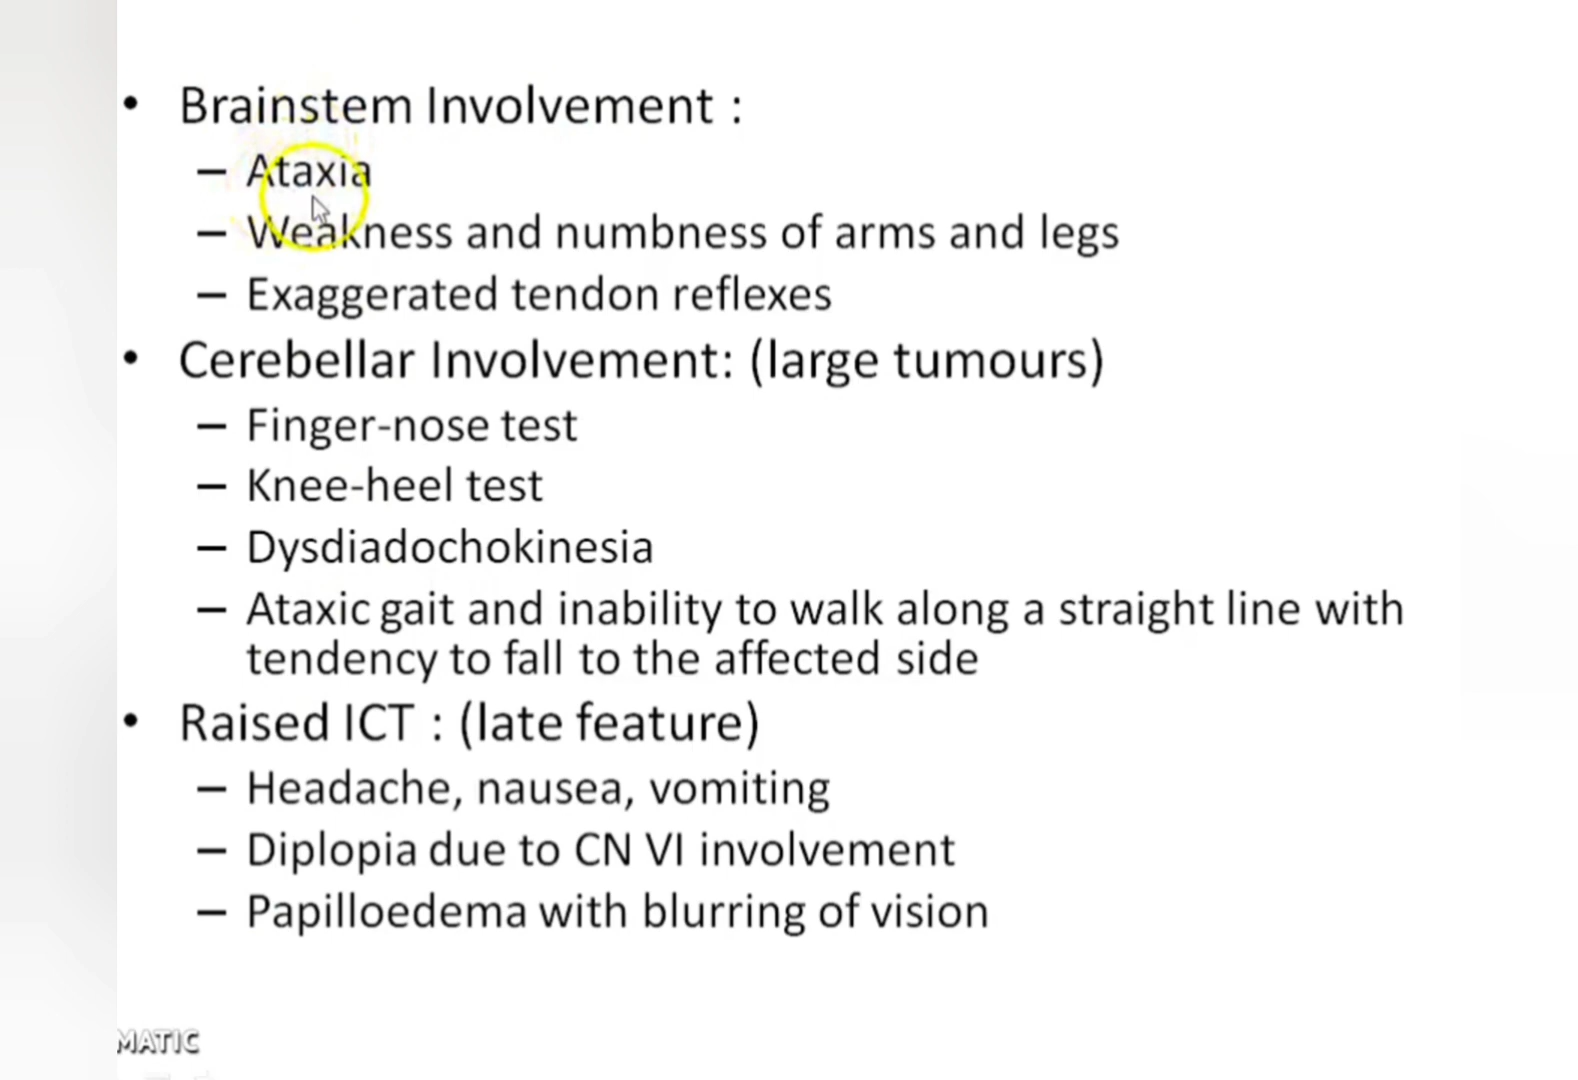 • Brainstem Involvement :
– Ataxia
– Weakness and numbness of arms and legs
– Exaggerated tendon reflexes
• Cerebellar Involvement: (large tumours)
– Finger-nose test
– Knee-heel test
– Dysdiadochokinesia
– Ataxic gait and inability to walk along a straight line with
tendency to fall to the affected side
• Raised ICT : (late feature)
– Headache, nausea, vomiting
– Diplopia due to CN VI involvement
– Papilloedema with blurring of vision
MATIC